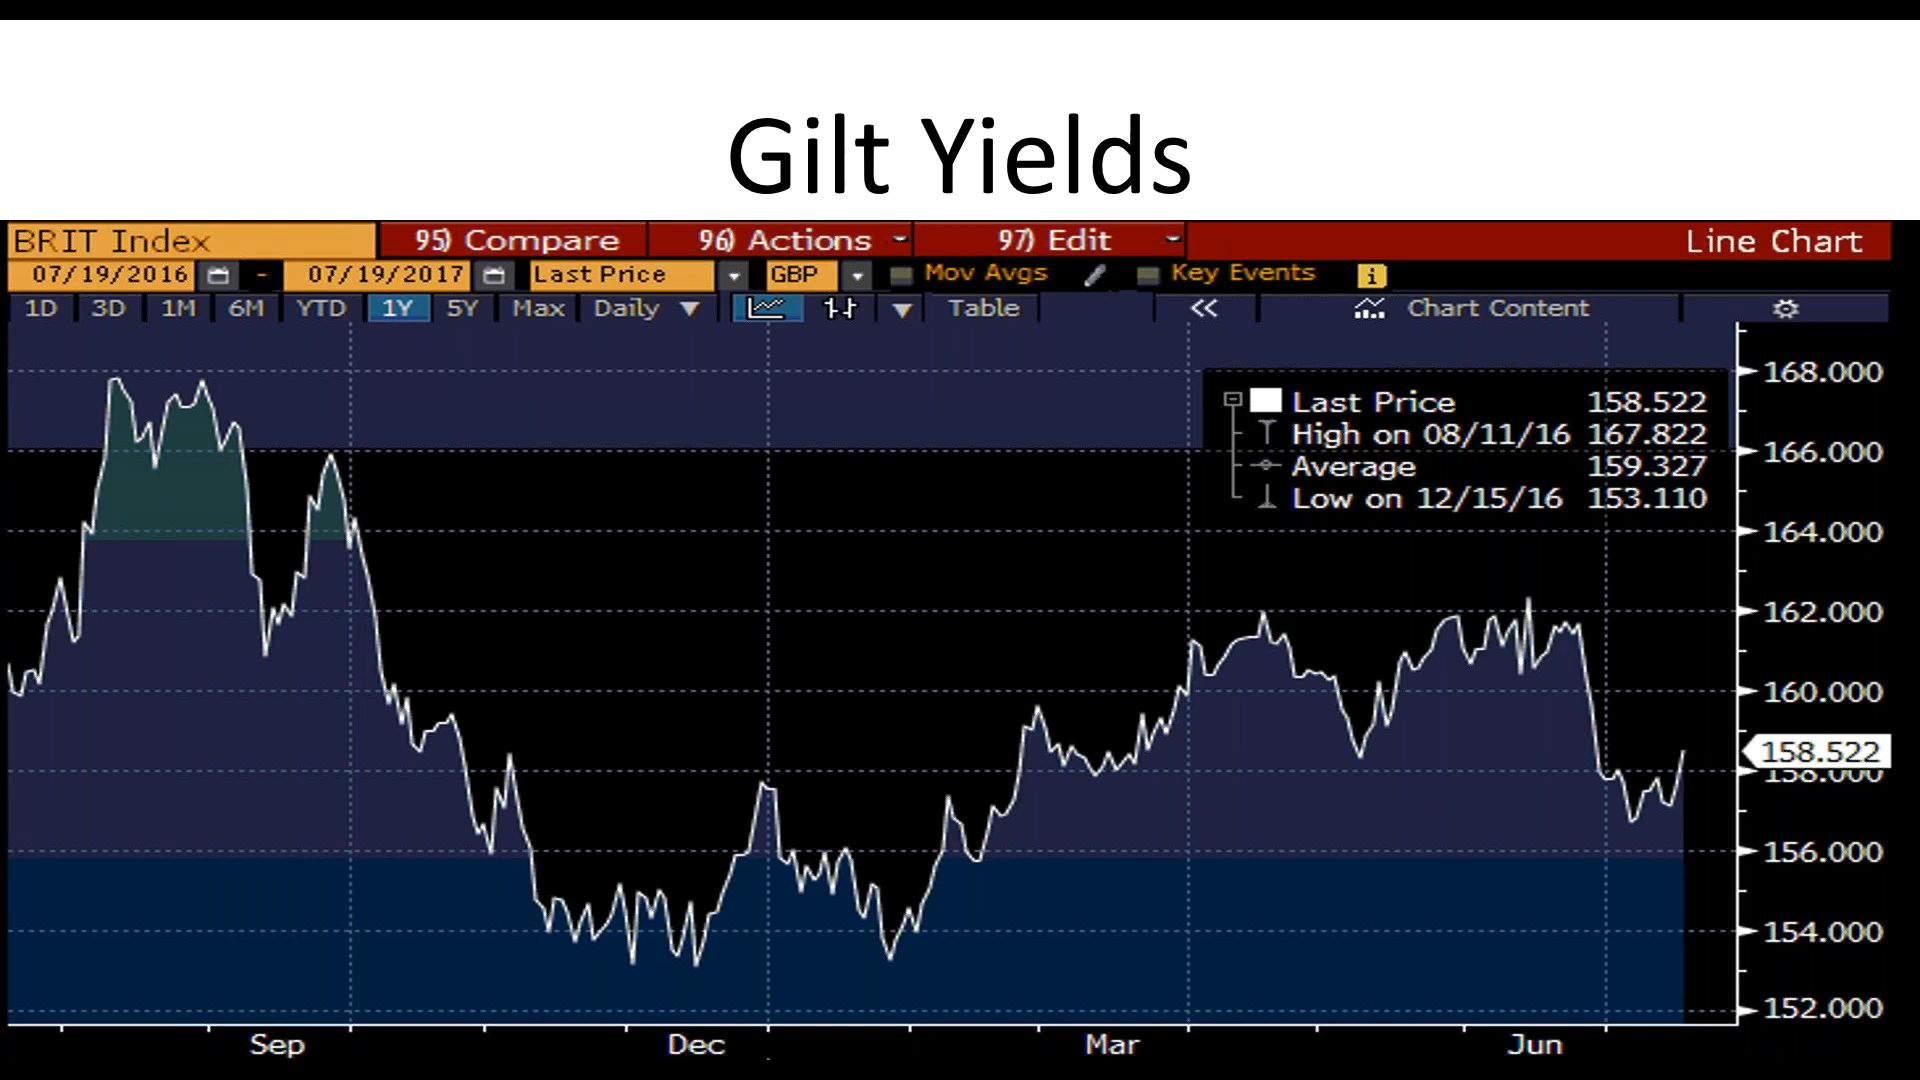 Gilt Yields
BRIT Index 95) Compare 96) Actions 97) Edit Line Chart
07/19/2016 - 07/19/2017 Last Price GBP Mov Avgs Key Events i
1D 3D 1M 6M YTD 1Y 5Y Max Daily Table Chart Content
168.000
Last Price 158.522
High on 08/11/16 167.822
166.000
Average 159.327
Low on 12/15/16 153.110
164.000
162.000
160.000
158.522
158.000
156.000
154.000
152.000
Sep Dec Mar Jun